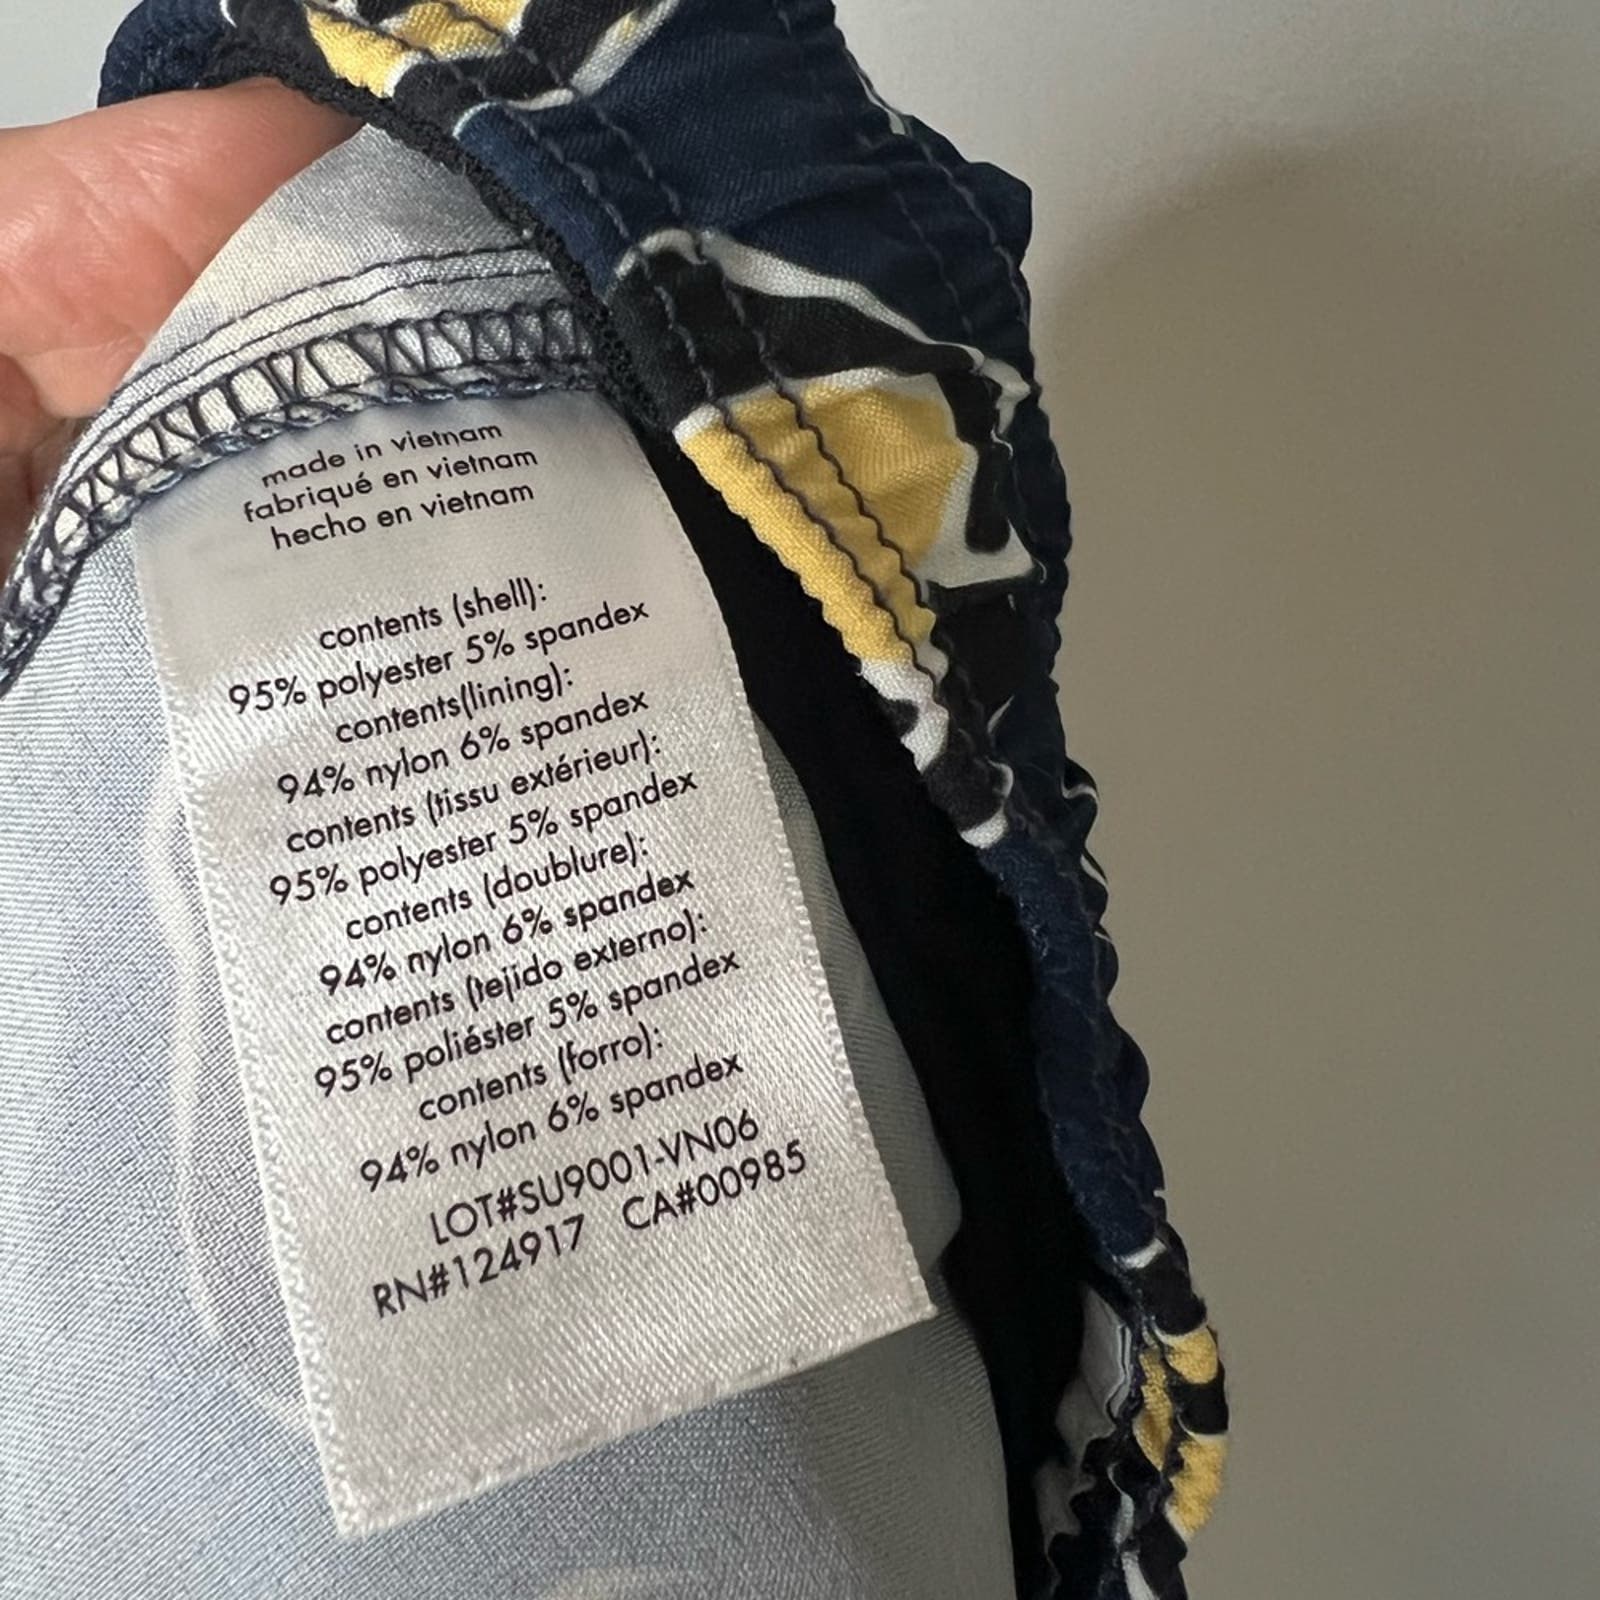 made in vietnam
fabriqué en vietnam
hecho en vietnam
contents (shell):
95% polyester 5% spandex
contents(lining):
94% nylon 6% spandex
contents (tissu extérieur):
95% polyester 5% spandex
contents (doublure):
94% nylon 6% spandex
contents (tejido externo):
95% poliéster 5% spandex
contents (forro):
94% nylon 6% spandex
LOT#SU9001-VN06
RN#124917 CA#00985